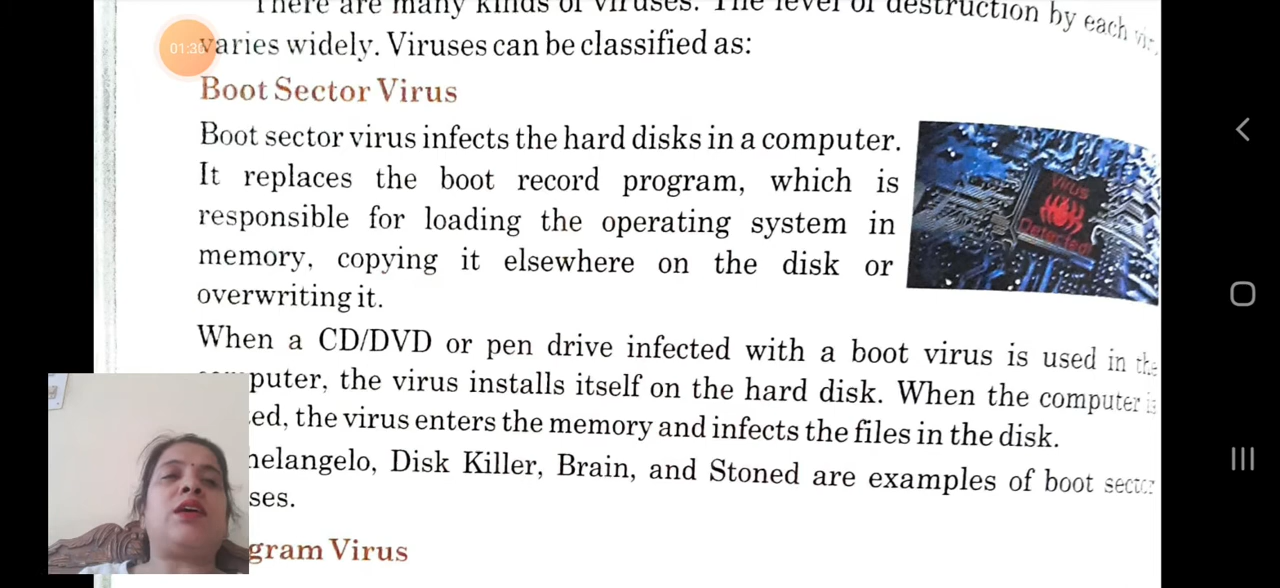 There are many kinds of viruses. The level of destruction by each
01:30
varies widely. Viruses can be classified as:
Boot Sector Virus
Boot sector virus infects the hard disks in a computer.
It replaces the boot record program, which is
responsible for loading the operating system in
memory, copying it elsewhere on the disk or
overwriting it.
Virus
Detected!
When a CD/DVD or pen drive infected with a boot virus is used in the
puter, the virus installs itself on the hard disk. When the computer is
ed, the virus enters the memory and infects the files in the disk.
helangelo, Disk Killer, Brain, and Stoned are examples of boot sector
ses.
gram Virus